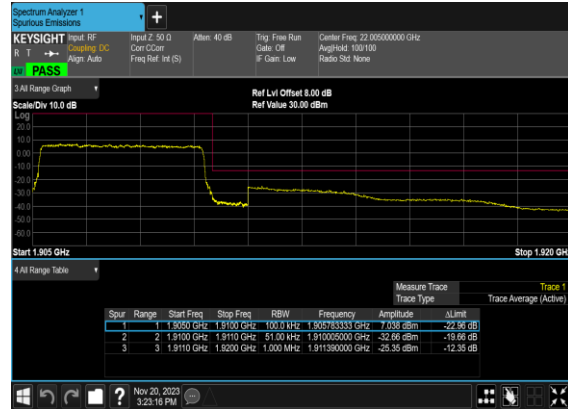 Spectrum Analyzer 1
Spurious Emissions
KEYSIGHT Input: RF Input Z: 50 Ω Atten: 40 dB Trig: Free Run Center Freq: 22.005000000 GHz
R T Coupling: DC Corr CCorr Gate: Off Avg|Hold: 100/100
Align: Auto Freq Ref: Int (S) IF Gain: Low Radio Std: None
PASS
3 All Range Graph
Ref Lvl Offset 8.00 dB
Scale/Div 10.0 dB Ref Value 30.00 dBm
Log
20.0
10.0
0.00
-10.0
-20.0
-30.0
-40.0
-50.0
-60.0
Start 1.905 GHz Stop 1.920 GH
4 All Range Table
Measure Trace Trace 1
Trace Type Trace Average (Active)
Spur Range Start Freq Stop Freq RBW Frequency Amplitude ΔLimit
1 1 1.9050 GHz 1.9100 GHz 100.0 kHz 1.905783333 GHz 7.038 dBm -22.96 dB
2 2 1.9100 GHz 1.9110 GHz 51.00 kHz 1.910005000 GHz -32.66 dBm -19.66 dB
3 3 1.9110 GHz 1.9200 GHz 1.000 MHz 1.911390000 GHz -25.35 dBm -12.35 dB
? Nov 20, 2023
3:23:16 PM